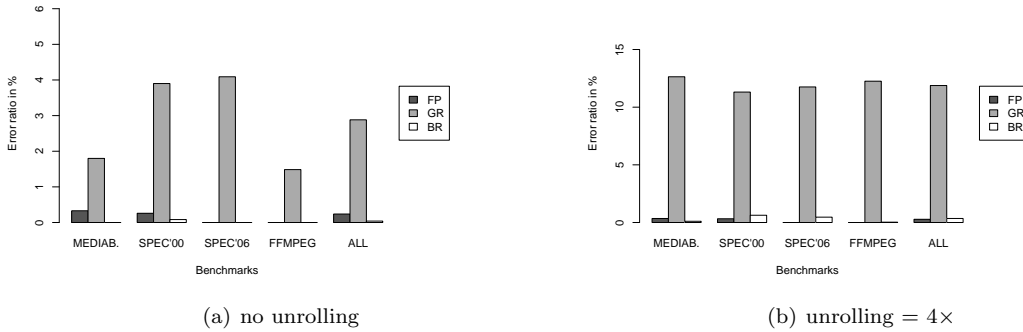 6
5
4
3
2
1
0
Error ratio in %
MEDIAB. SPEC'00 SPEC'06 FFMPEG ALL
Benchmarks
FP
GR
BR
(a) no unrolling
15
10
5
0
Error ratio in %
MEDIAB. SPEC'00 SPEC'06 FFMPEG ALL
Benchmarks
FP
GR
BR
(b) unrolling = 4×